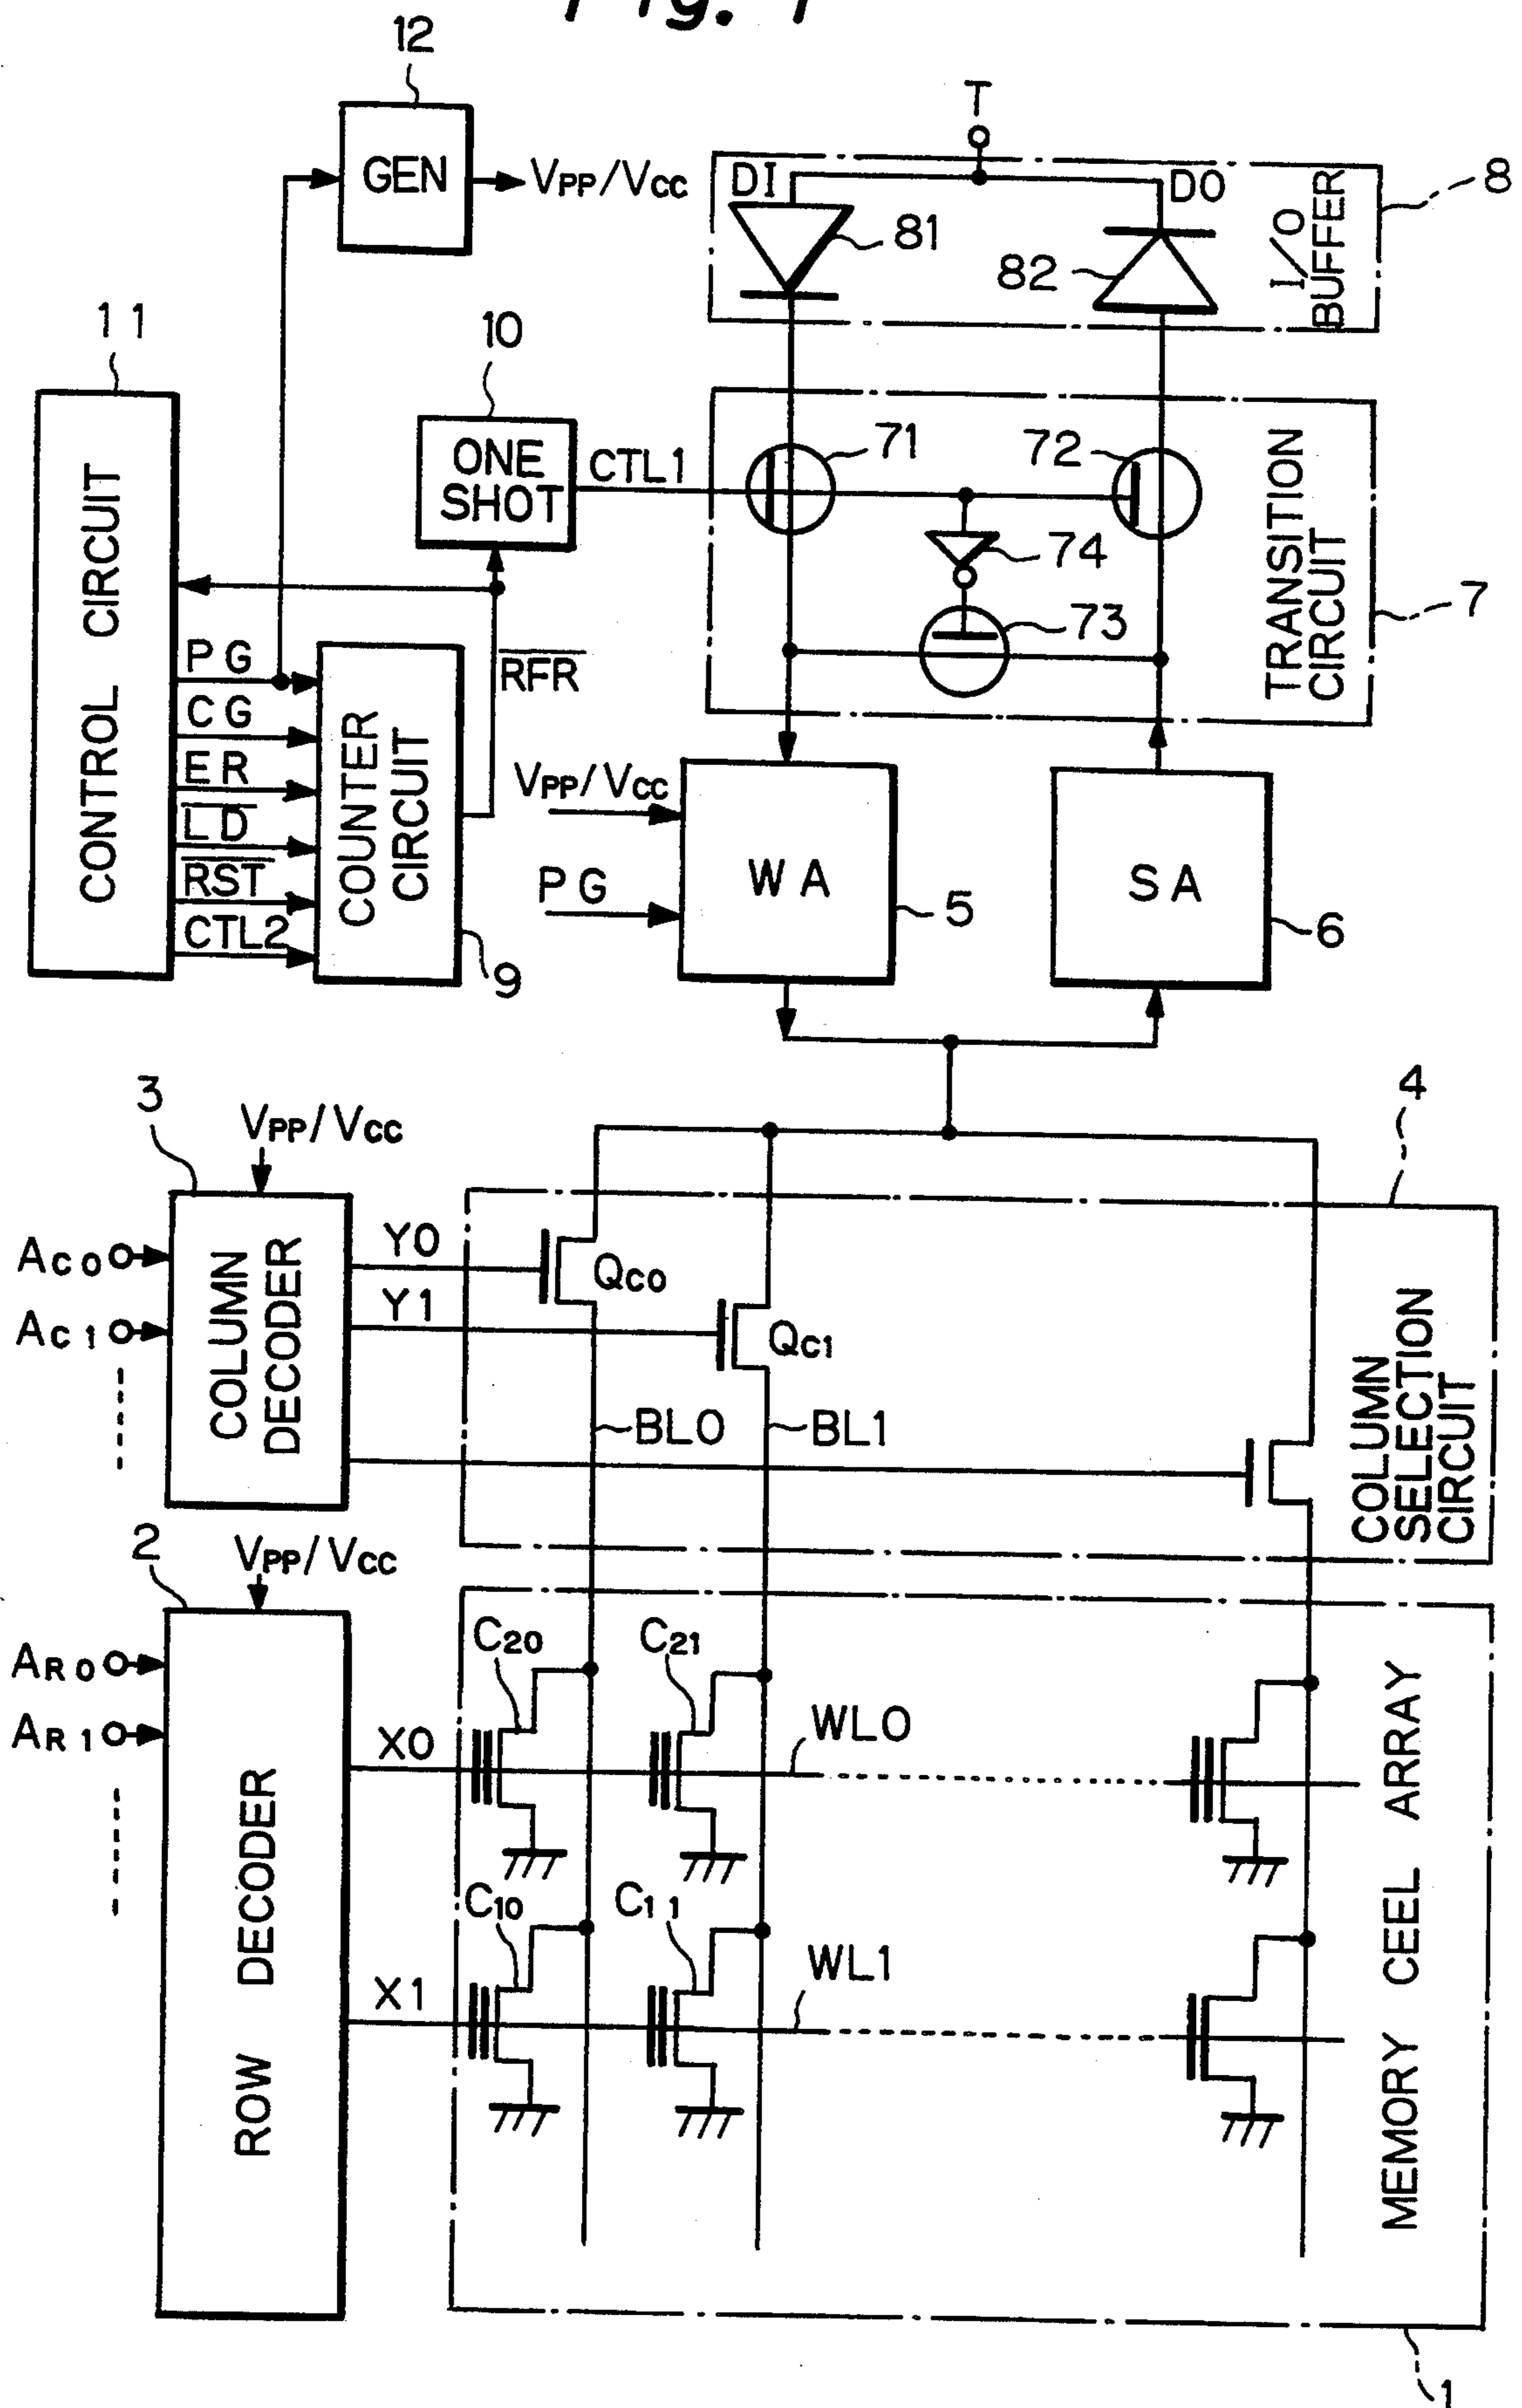 Fig. 1
12
GEN
VPP/VCC
T
DI
DO
81
82
I/O
BUFFER
8
11
10
ONE
SHOT
CTL1
71
72
74
73
TRANSITION
CIRCUIT
7
CONTROL CIRCUIT
PG
CG
ER
LD
RST
CTL2
COUNTER
CIRCUIT
9
RFR
VPP/VCC
PG
WA
5
SA
6
3
VPP/VCC
4
AC0
AC1
COLUMN
DECODER
Y0
Y1
QC0
QC1
BL0
BL1
COLUMN
SELECTION
CIRCUIT
2
VPP/VCC
AR0
AR1
ROW DECODER
X0
X1
C20
C21
WL0
C10
C11
WL1
MEMORY CEEL ARRAY
1